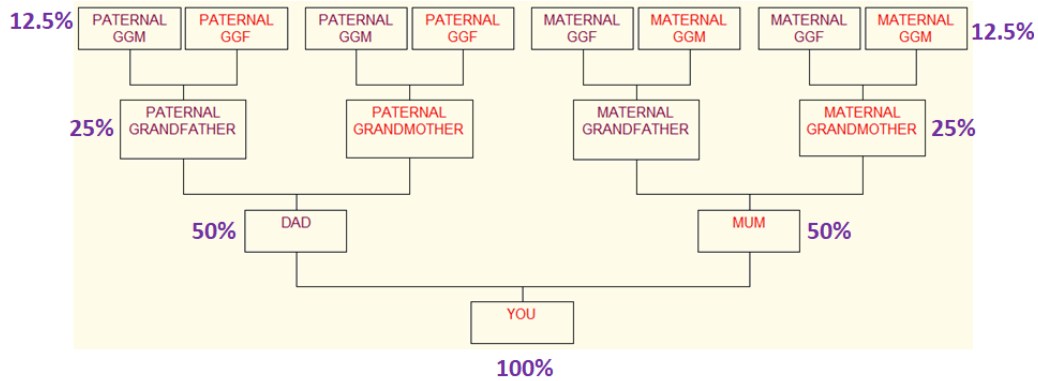 12.5%
PATERNAL
GGM
PATERNAL
GGF
PATERNAL
GGM
PATERNAL
GGF
MATERNAL
GGF
MATERNAL
GGM
MATERNAL
GGF
MATERNAL
GGM
12.5%
25%
PATERNAL
GRANDFATHER
PATERNAL
GRANDMOTHER
MATERNAL
GRANDFATHER
MATERNAL
GRANDMOTHER
25%
50%
DAD
MUM
50%
YOU
100%